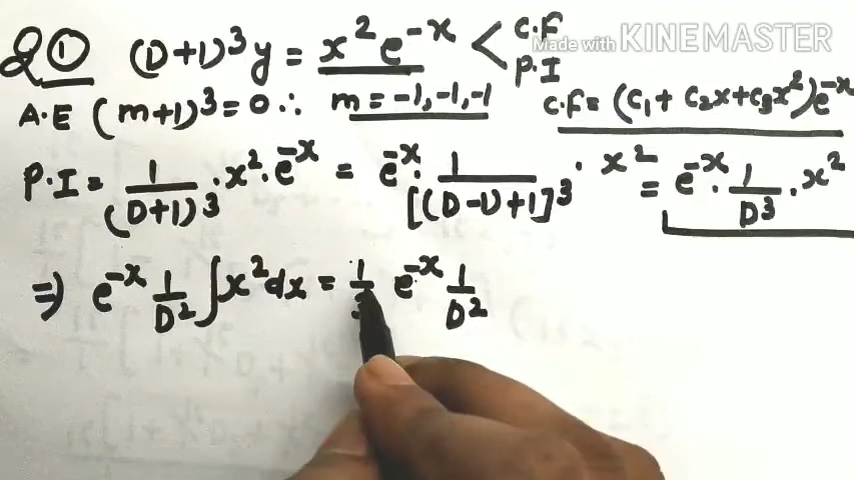 Q① (D+1)³y = x²e⁻ˣ < C.F
P.I
Made with KINEMASTER
A.E (m+1)³ = 0 ∴ m = -1, -1, -1
C.F = (c₁ + c₂x + c₃x²)e⁻ˣ
P.I = 1/(D+1)³ · x² · e⁻ˣ = e⁻ˣ · 1/[(D-1)+1]³ · x² = e⁻ˣ · 1/D³ · x²
⇒ e⁻ˣ 1/D² ∫x²dx = 1/3 e⁻ˣ 1/D²